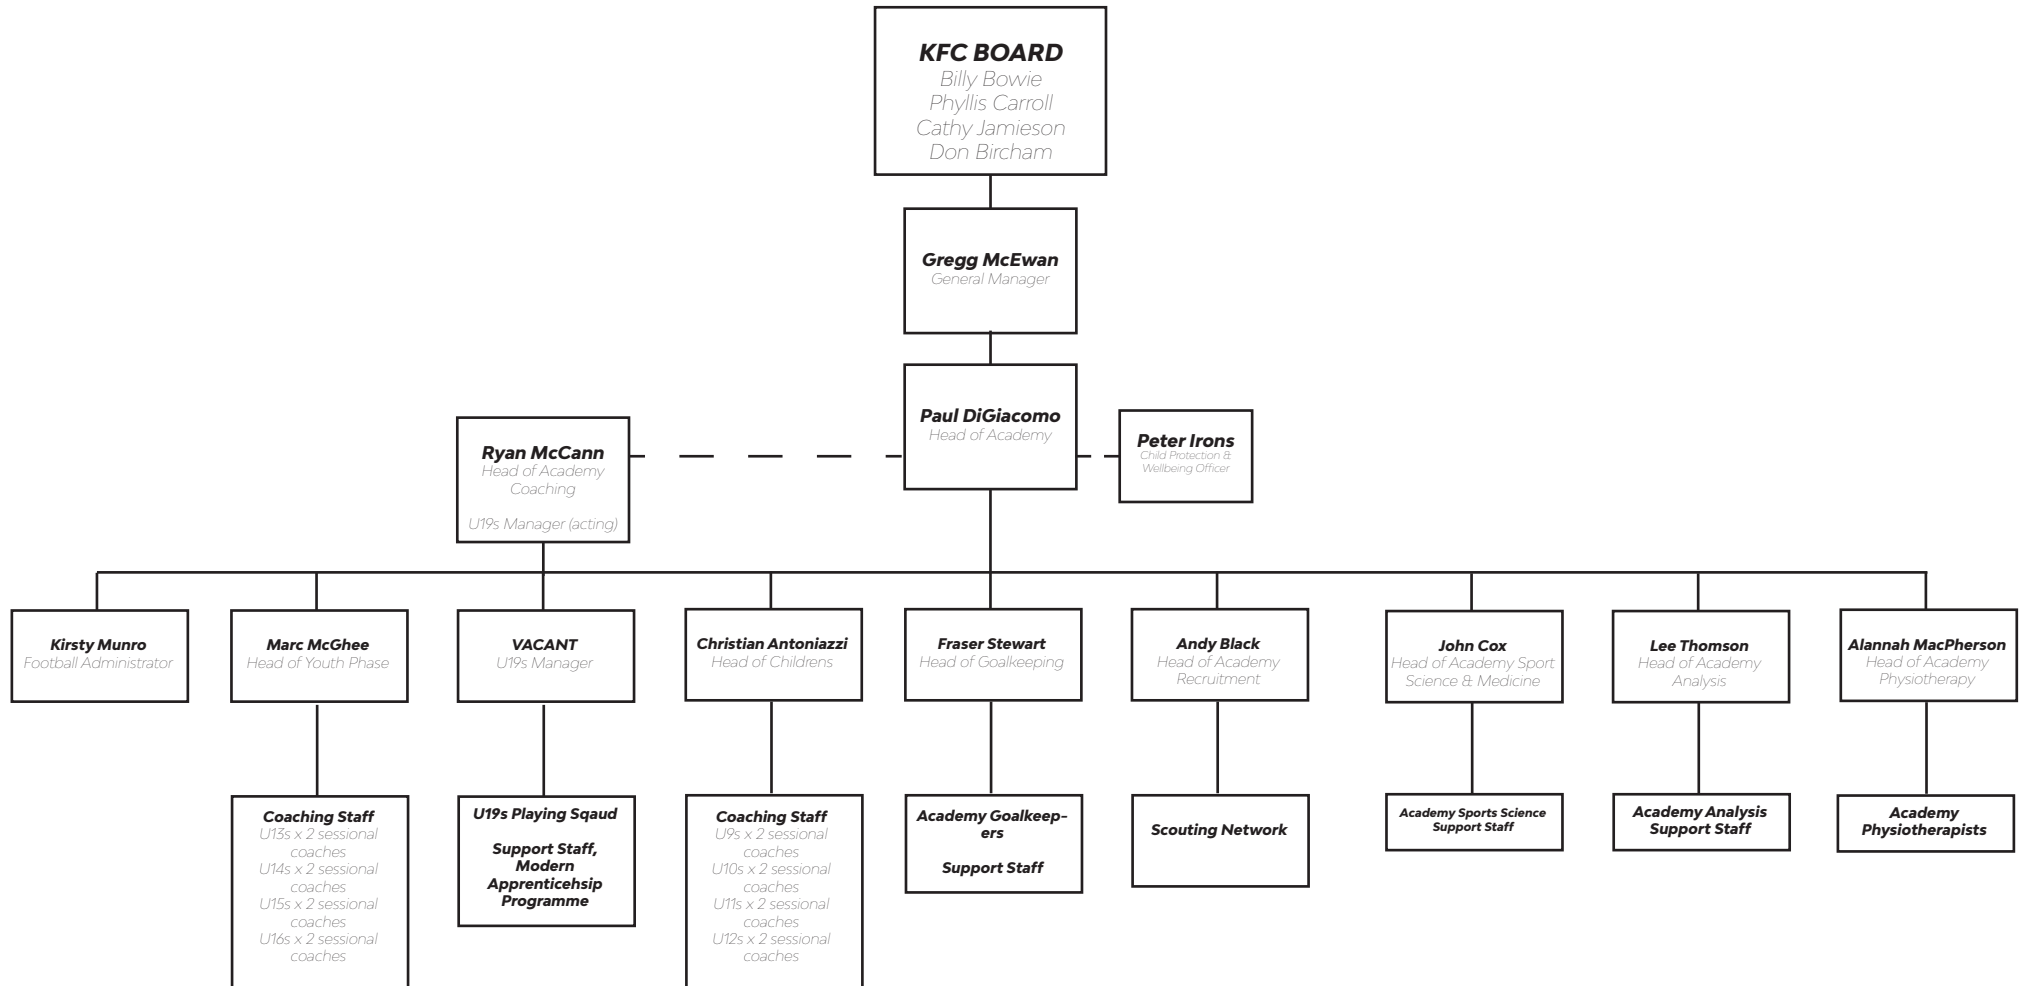 KFC BOARD
Billy Bowie
Phyllis Carroll
Cathy Jamieson
Don Bircham
Gregg McEwan
General Manager
Paul DiGiacomo
Head of Academy
Ryan McCann
Head of Academy
Coaching
U19s Manager (acting)
Peter Irons
Child Protection &
Wellbeing Officer
Kirsty Munro
Football Administrator
Marc McGhee
Head of Youth Phase
VACANT
U19s Manager
Christian Antoniazzi
Head of Childrens
Fraser Stewart
Head of Goalkeeping
Andy Black
Head of Academy
Recruitment
John Cox
Head of Academy Sport
Science & Medicine
Lee Thomson
Head of Academy
Analysis
Alannah MacPherson
Head of Academy
Physiotherapy
Coaching Staff
U13s x 2 sessional
coaches
U14s x 2 sessional
coaches
U15s x 2 sessional
coaches
U16s x 2 sessional
coaches
U19s Playing Sqaud
Support Staff,
Modern
Apprenticehsip
Programme
Coaching Staff
U9s x 2 sessional
coaches
U10s x 2 sessional
coaches
U11s x 2 sessional
coaches
U12s x 2 sessional
coaches
Academy Goalkeep-
ers
Support Staff
Scouting Network
Academy Sports Science
Support Staff
Academy Analysis
Support Staff
Academy
Physiotherapists